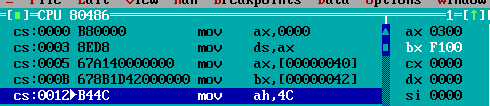 File Edit View Run Breakpoints Data Options Window
[■]=CPU 80486 1=[↑]
cs:0000 B80000 mov ax,0000 ▲ ax 0300
cs:0003 8ED8 mov ds,ax bx F100
cs:0005 67A140000000 mov ax,[00000040] cx 0000
cs:000B 678B1D42000000 mov bx,[00000042] dx 0000
cs:0012►B44C mov ah,4C si 0000